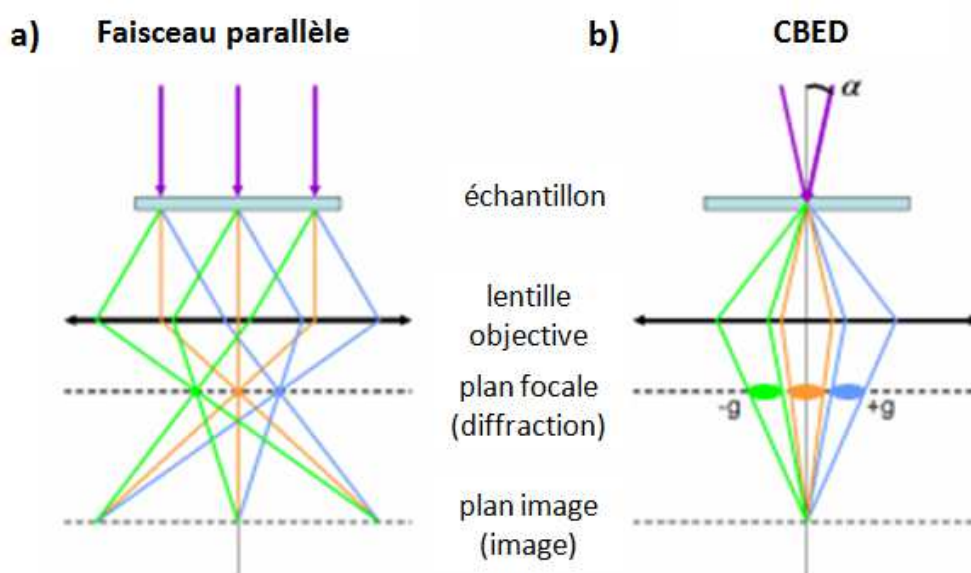 a) Faisceau parallèle
b) CBED
α
échantillon
lentille
objective
plan focale
(diffraction)
-g
+g
plan image
(image)